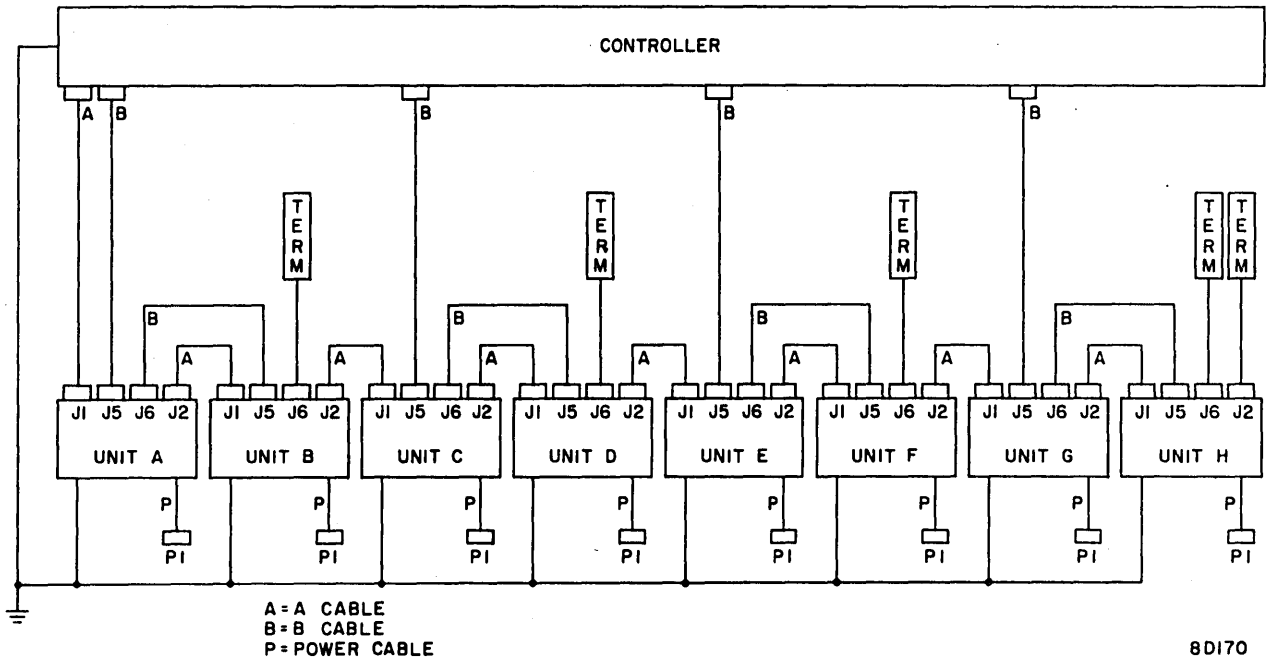 CONTROLLER
A B B B B
TERM TERM TERM TERM TERM
B B B B
A A A A A A A
J1 J5 J6 J2 J1 J5 J6 J2 J1 J5 J6 J2 J1 J5 J6 J2 J1 J5 J6 J2 J1 J5 J6 J2 J1 J5 J6 J2 J1 J5 J6 J2
UNIT A UNIT B UNIT C UNIT D UNIT E UNIT F UNIT G UNIT H
P P P P P P P P
P1 P1 P1 P1 P1 P1 P1 P1
A = A CABLE
B = B CABLE
P = POWER CABLE
8D170